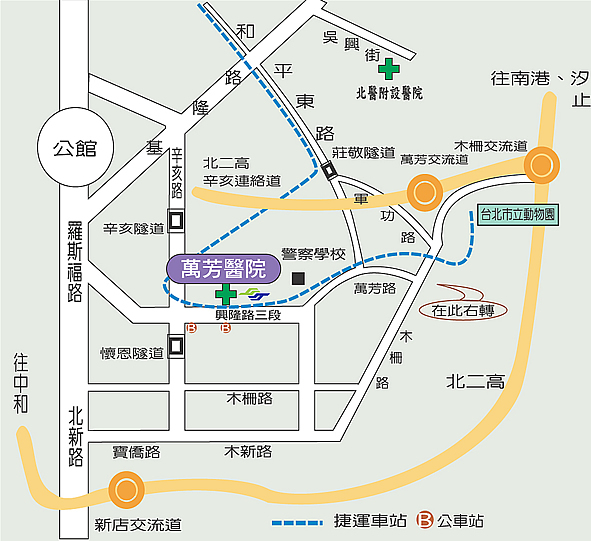 和平東路
吳興街
北醫附設醫院
往南港、汐
止
基隆路
公館
辛亥路
北二高
辛亥連絡道
莊敬隧道
萬芳交流道
木柵交流道
軍功路
台北市立動物園
羅斯福路
辛亥隧道
警察學校
萬芳醫院
萬芳路
在此右轉
興隆路三段
B
B
懷恩隧道
木柵路
往中和
北二高
木柵路
北新路
寶僑路
木新路
新店交流道
捷運車站
B 公車站